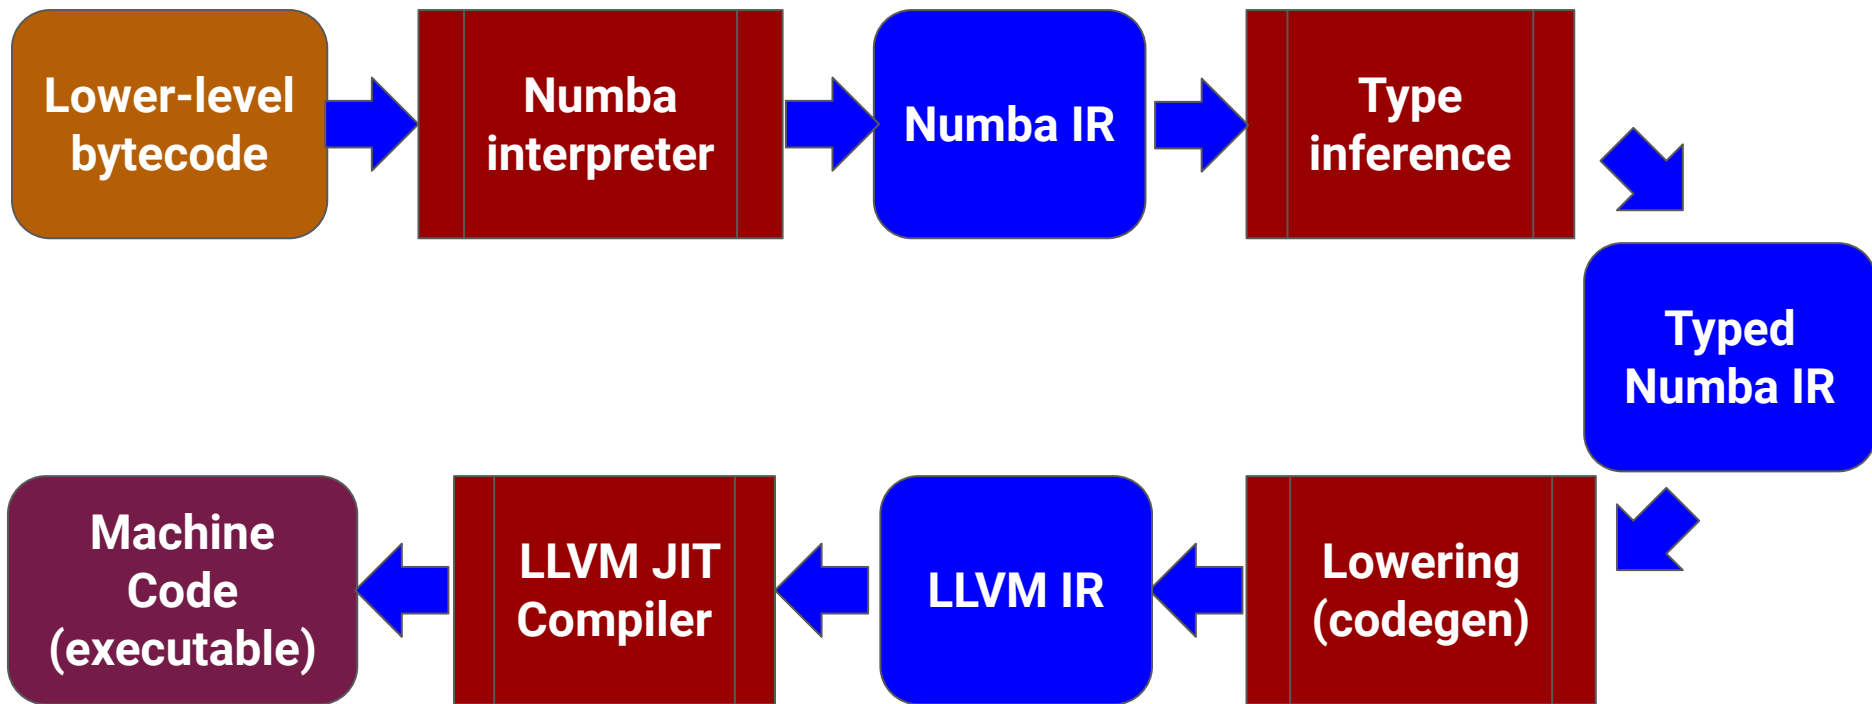 Lower-level
bytecode
Numba
interpreter
Numba IR
Type
inference
Typed
Numba IR
Lowering
(codegen)
LLVM IR
LLVM JIT
Compiler
Machine
Code
(executable)